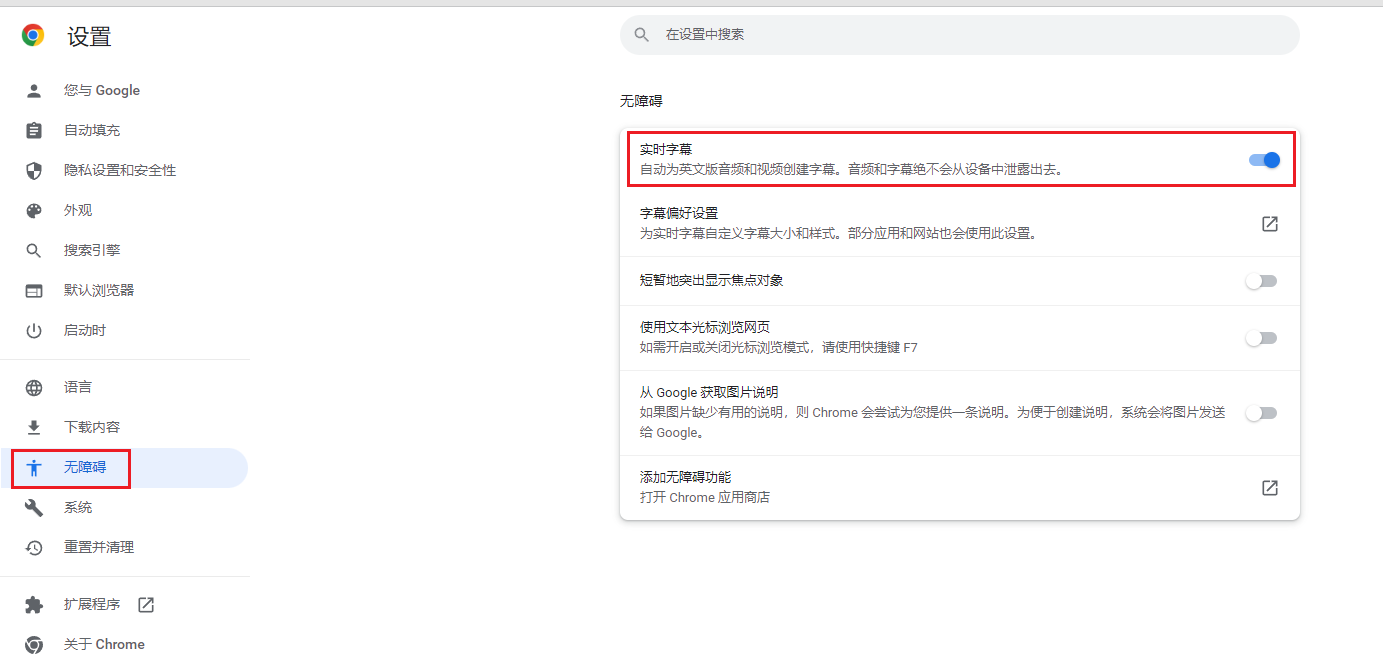 设置
在设置中搜索
您与 Google
自动填充
隐私设置和安全性
外观
搜索引擎
默认浏览器
启动时
语言
下载内容
无障碍
系统
重置并清理
扩展程序
关于 Chrome
无障碍
实时字幕
自动为英文版音频和视频创建字幕。音频和字幕绝不会从设备中泄露出去。
字幕偏好设置
为实时字幕自定义字幕大小和样式。部分应用和网站也会使用此设置。
短暂地突出显示焦点对象
使用文本光标浏览网页
如需开启或关闭光标浏览模式，请使用快捷键 F7
从 Google 获取图片说明
如果图片缺少有用的说明，则 Chrome 会尝试为您提供一条说明。为便于创建说明，系统会将图片发送
给 Google。
添加无障碍功能
打开 Chrome 应用商店